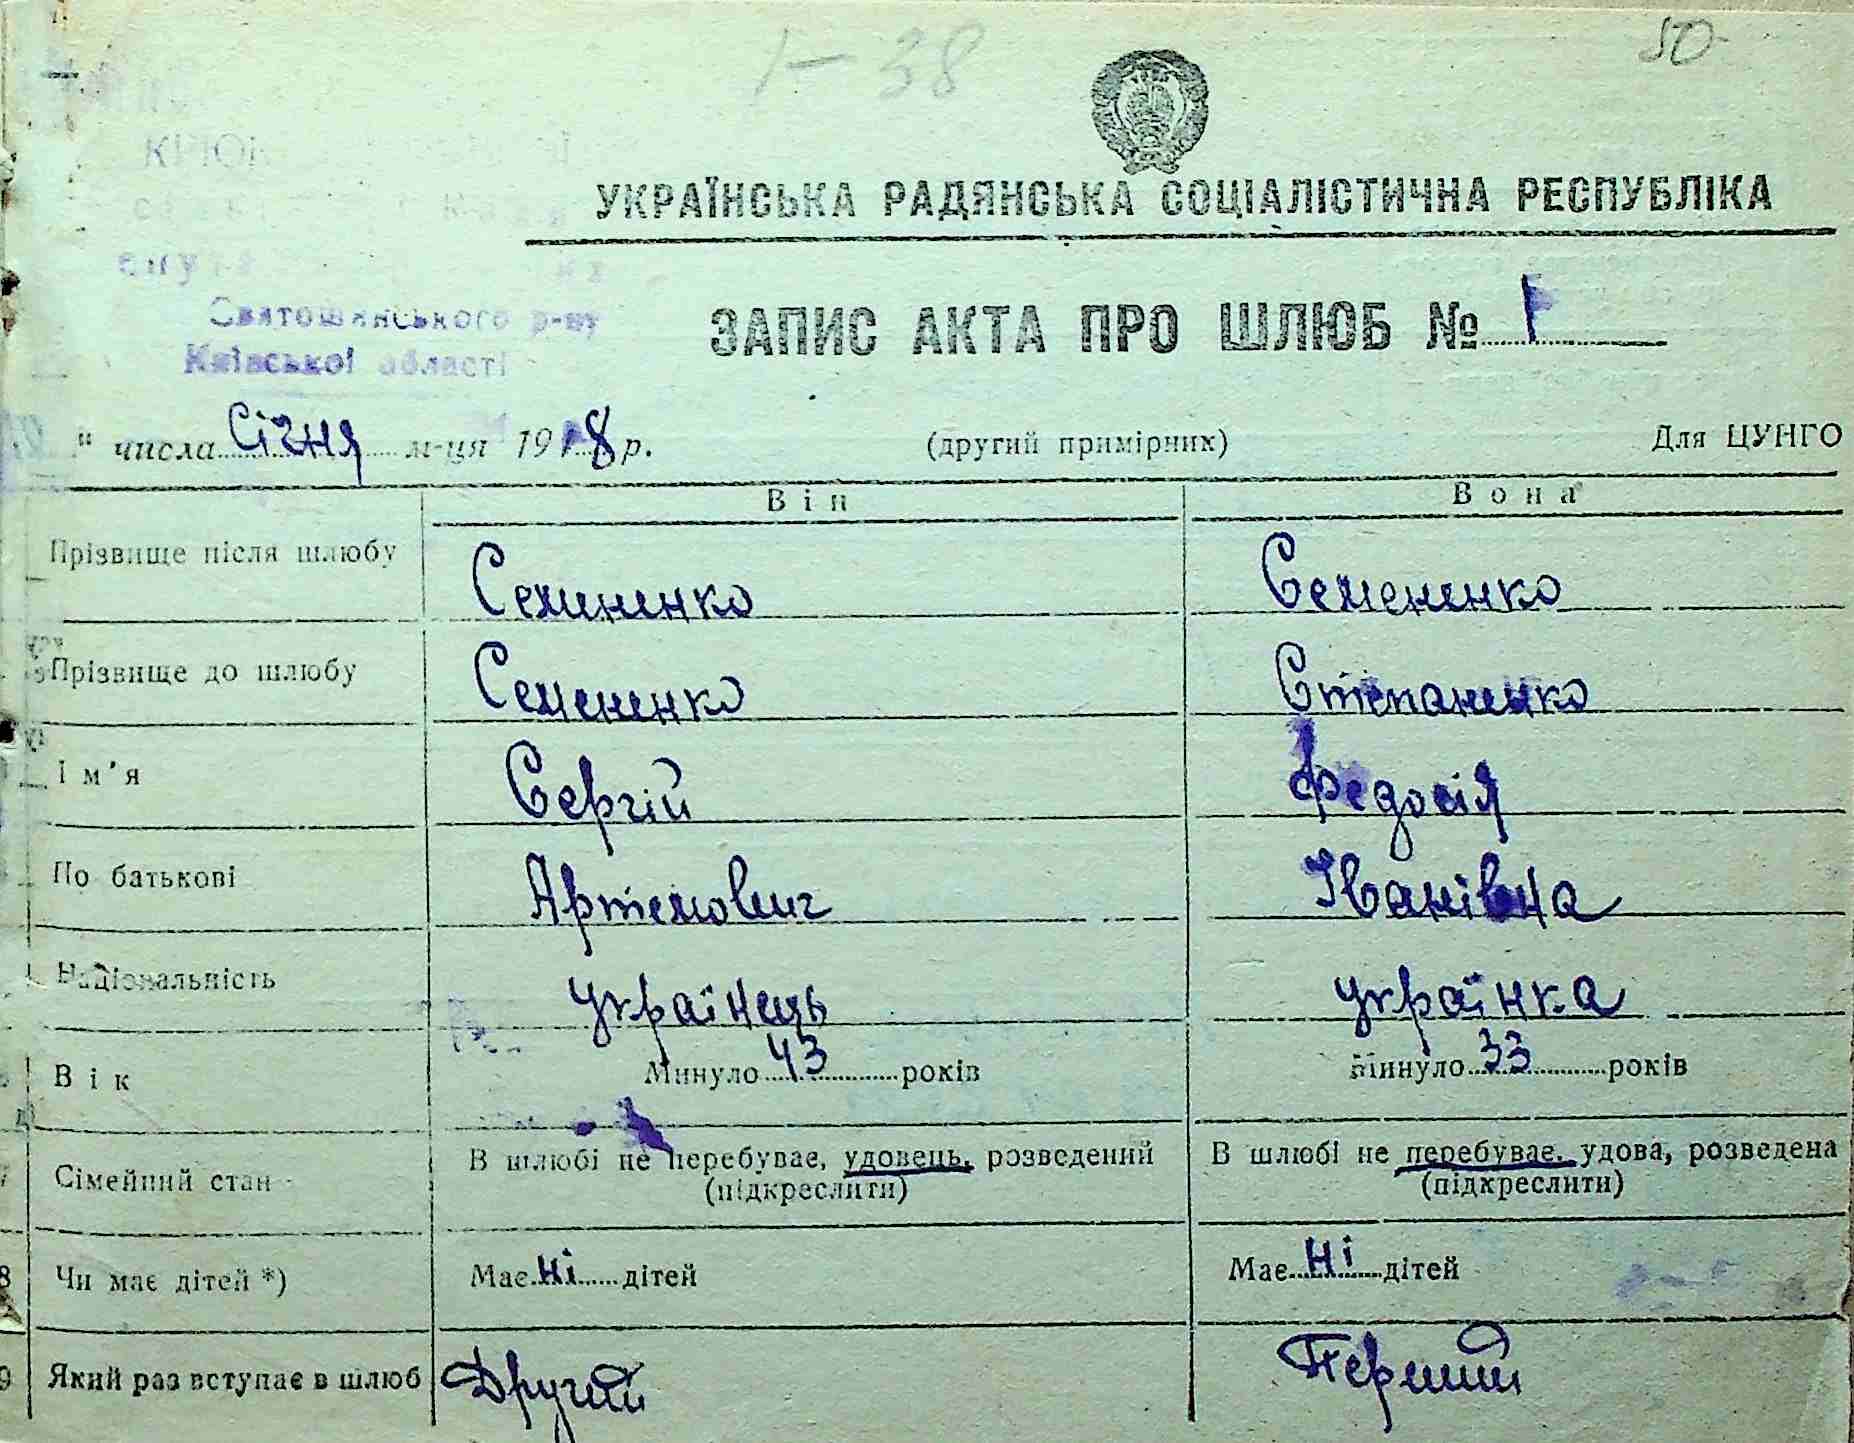 1-38
50
УКРАЇНСЬКА РАДЯНСЬКА СОЦІАЛІСТИЧНА РЕСПУБЛІКА
Святошинського р-ну
Київської області
ЗАПИС АКТА ПРО ШЛЮБ № 1
" числа Січня м-ця 19 8 р. (другий примірник) Для ЦУНГО
Він Вона
Прізвище після шлюбу Семененко Семененко
Прізвище до шлюбу Семененко Степаненко
Ім'я Сергій Федосія
По батькові Артемович Іванівна
Національність українець українка
Вік Минуло 43 років Минуло 33 років
Сімейний стан В шлюбі не перебуває, удовець, розведений (підкреслити) В шлюбі не перебуває, удова, розведена (підкреслити)
8 Чи має дітей *) Має ні дітей Має ні дітей
9 Який раз вступає в шлюб Другий Перший